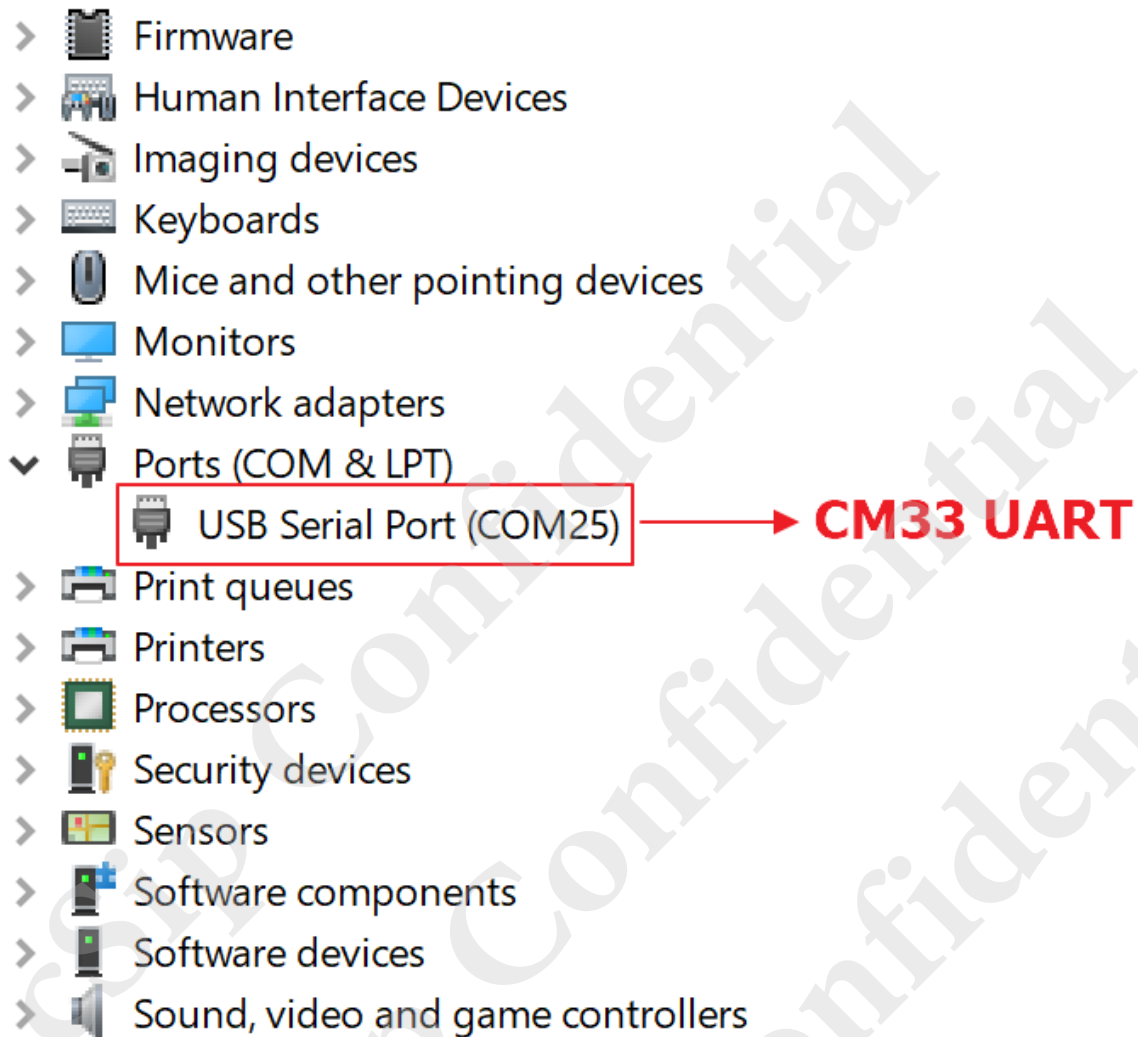 Firmware
Human Interface Devices
Imaging devices
Keyboards
Mice and other pointing devices
Monitors
Network adapters
Ports (COM & LPT)
USB Serial Port (COM25) CM33 UART
Print queues
Printers
Processors
Security devices
Sensors
Software components
Software devices
Sound, video and game controllers
Confidential
Confidential